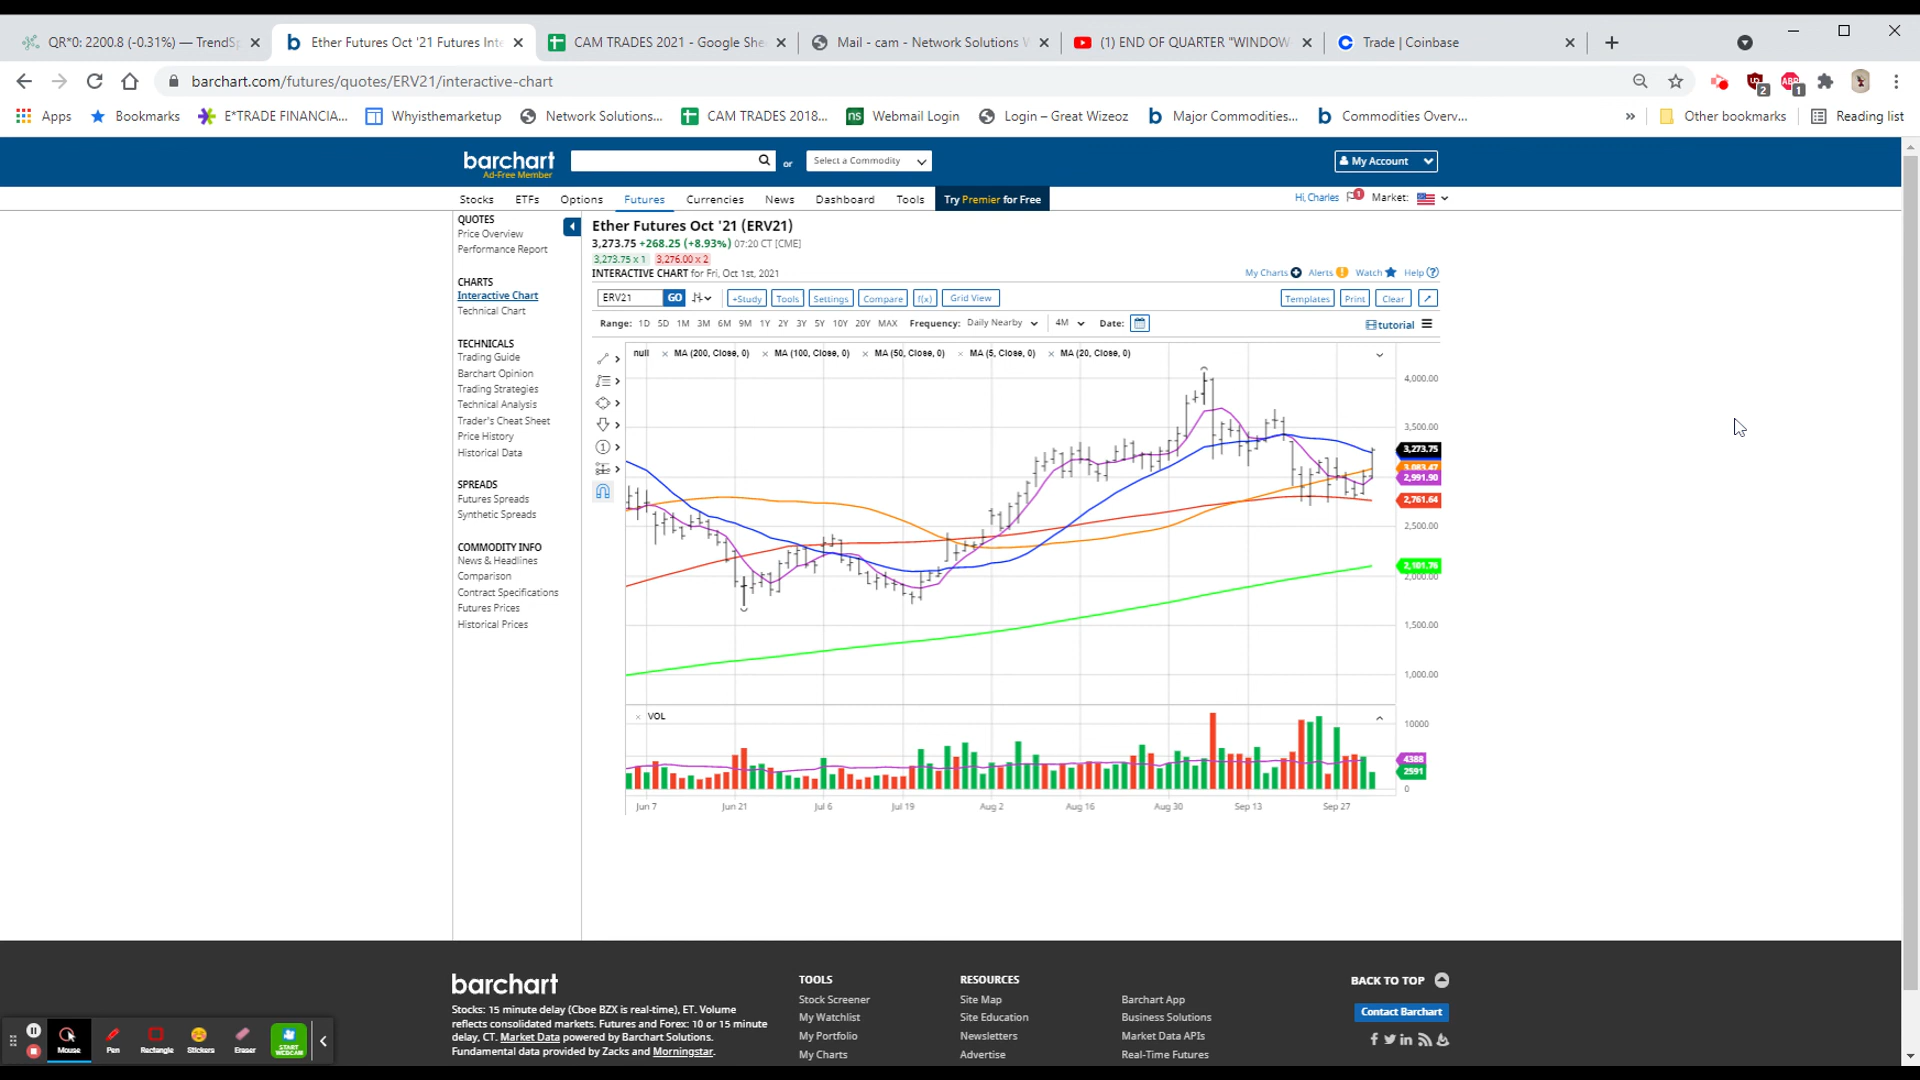 QR*0: 2200.8 (-0.31%) — TrendSp
Ether Futures Oct '21 Futures Inte
CAM TRADES 2021 - Google She
Mail - cam - Network Solutions W
(1) END OF QUARTER "WINDOW
Trade | Coinbase
barchart.com/futures/quotes/ERV21/interactive-chart
2
1
Apps
Bookmarks
E*TRADE FINANCIA...
Whyisthemarketup
Network Solutions...
CAM TRADES 2018...
Webmail Login
Login – Great Wizeoz
Major Commodities...
Commodities Overv...
Other bookmarks
Reading list
barchart
Ad-Free Member
or
Select a Commodity
My Account
Stocks
ETFs
Options
Futures
Currencies
News
Dashboard
Tools
Try Premier for Free
Hi, Charles
1
Market:
QUOTES
Price Overview
Performance Report
CHARTS
Interactive Chart
Technical Chart
TECHNICALS
Trading Guide
Barchart Opinion
Trading Strategies
Technical Analysis
Trader's Cheat Sheet
Price History
Historical Data
SPREADS
Futures Spreads
Synthetic Spreads
COMMODITY INFO
News & Headlines
Comparison
Contract Specifications
Futures Prices
Historical Prices
Ether Futures Oct '21 (ERV21)
3,273.75 +268.25 (+8.93%) 07:20 CT [CME]
3,273.75 x 1 3,276.00 x 2
INTERACTIVE CHART for Fri, Oct 1st, 2021
My Charts
Alerts
Watch
Help
ERV21 GO
+Study
Tools
Settings
Compare
f(x)
Grid View
Templates
Print
Clear
Range: 1D 5D 1M 3M 6M 9M 1Y 2Y 3Y 5Y 10Y 20Y MAX
Frequency: Daily Nearby
4M
Date:
tutorial
null
MA (200, Close, 0)
MA (100, Close, 0)
MA (50, Close, 0)
MA (5, Close, 0)
MA (20, Close, 0)
4,000.00
3,500.00
3,273.75
3,083.47
2,991.90
2,761.64
2,500.00
2,101.76
2,000.00
1,500.00
1,000.00
VOL
10000
4388
2591
0
Jun 7
Jun 21
Jul 6
Jul 19
Aug 2
Aug 16
Aug 30
Sep 13
Sep 27
barchart
Stocks: 15 minute delay (Cboe BZX is real-time), ET. Volume
reflects consolidated markets. Futures and Forex: 10 or 15 minute
delay, CT. Market Data powered by Barchart Solutions.
Fundamental data provided by Zacks and Morningstar.
TOOLS
Stock Screener
My Watchlist
My Portfolio
My Charts
RESOURCES
Site Map
Site Education
Newsletters
Advertise
Barchart App
Business Solutions
Market Data APIs
Real-Time Futures
BACK TO TOP
Contact Barchart
Mouse
Pen
Rectangle
Stickers
Eraser
START
WEBCAM